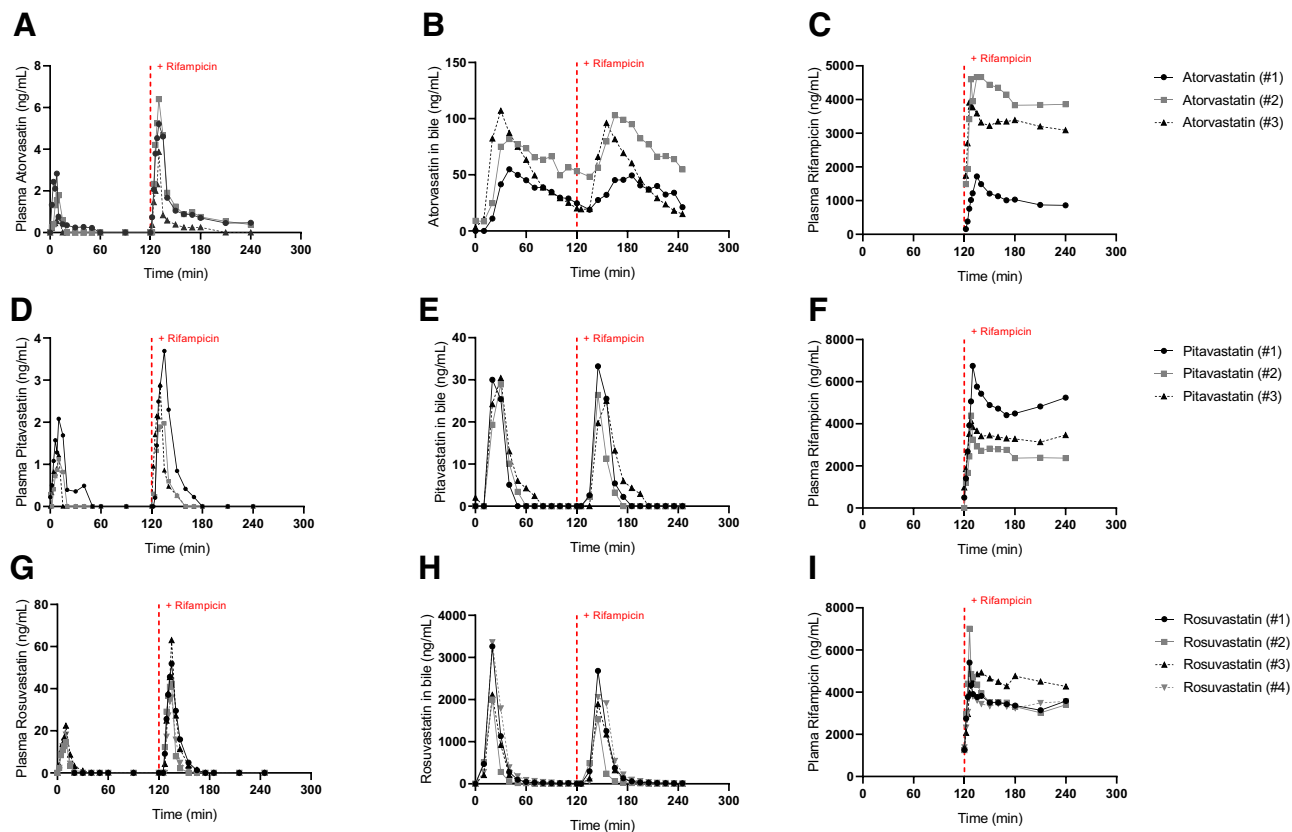 A
Plasma Atorvasatin (ng/mL)
8
6
4
2
0
+ Rifampicin
0 60 120 180 240 300
Time (min)
B
Atorvasatin in bile (ng/mL)
150
100
50
0
+ Rifampicin
0 60 120 180 240 300
Time (min)
C
Plasma Rifampicin (ng/mL)
5000
4000
3000
2000
1000
0
+ Rifampicin
0 60 120 180 240 300
Time (min)
Atorvastatin (#1)
Atorvastatin (#2)
Atorvastatin (#3)
D
Plasma Pitavastatin (ng/mL)
4
3
2
1
0
+ Rifampicin
0 60 120 180 240 300
Time (min)
E
Pitavastatin in bile (ng/mL)
40
30
20
10
0
+ Rifampicin
0 60 120 180 240 300
Time (min)
F
Plasma Rifampicin (ng/mL)
8000
6000
4000
2000
0
+ Rifampicin
0 60 120 180 240 300
Time (min)
Pitavastatin (#1)
Pitavastatin (#2)
Pitavastatin (#3)
G
Plasma Rosuvastatin (ng/mL)
80
60
40
20
0
+ Rifampicin
0 60 120 180 240 300
Time (min)
H
Rosuvastatin in bile (ng/mL)
4000
3000
2000
1000
0
+ Rifampicin
0 60 120 180 240 300
Time (min)
I
Plama Rifampicin (ng/mL)
8000
6000
4000
2000
0
+ Rifampicin
0 60 120 180 240 300
Time (min)
Rosuvastatin (#1)
Rosuvastatin (#2)
Rosuvastatin (#3)
Rosuvastatin (#4)